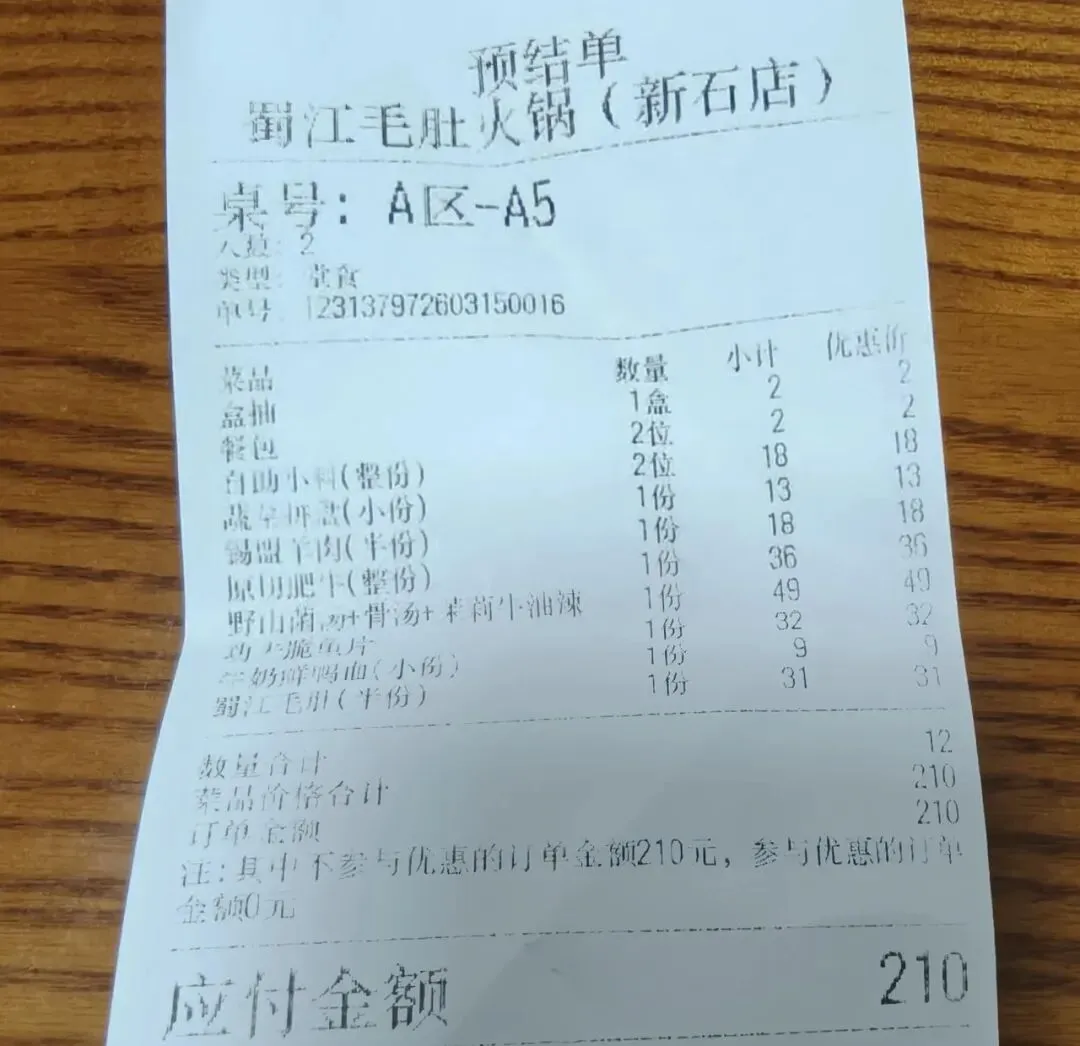 预结单
蜀江毛肚火锅（新石店）
桌号：A区-A5
人数：2
类型：堂食
单号：123137972603150016
菜品 数量 小计 优惠价
盒抽 1盒 2 2
餐包 2位 2 2
自助小料(整份) 2位 18 18
蔬拼盘(小份) 1份 13 13
锡盟羊肉(半份) 1份 18 18
原切肥牛(整份) 1份 36 36
野山菌汤+骨汤+茉莉牛油辣 1份 49 49
功夫脆鱼片 1份 32 32
牛奶鲜鸭血(小份) 1份 9 9
蜀江毛肚(半份) 1份 31 31
数量合计 12
菜品价格合计 210
订单金额 210
注：其中不参与优惠的订单金额210元，参与优惠的订单
金额0元
应付金额 210